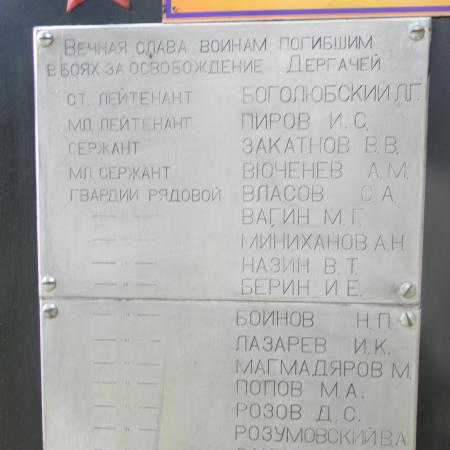 Вечная слава воинам погибшим
в боях за освобождение Дергачей
ст. лейтенант Боголюбский Л.Г.
мл. лейтенант Пиров И.С.
сержант Закатнов В.В.
мл. сержант Вюченев А.М.
гвардии рядовой Власов С.А.
—— " —— Вагин М.Г.
—— " —— Миниханов А.Н.
—— " —— Назин В.Т.
—— " —— Берин И.Е.
—— " —— Боинов Н.П.
—— " —— Лазарев И.К.
—— " —— Магмадяров М.
—— " —— Попов М.А.
—— " —— Розов Д.С.
—— " —— Розумовский В.А.